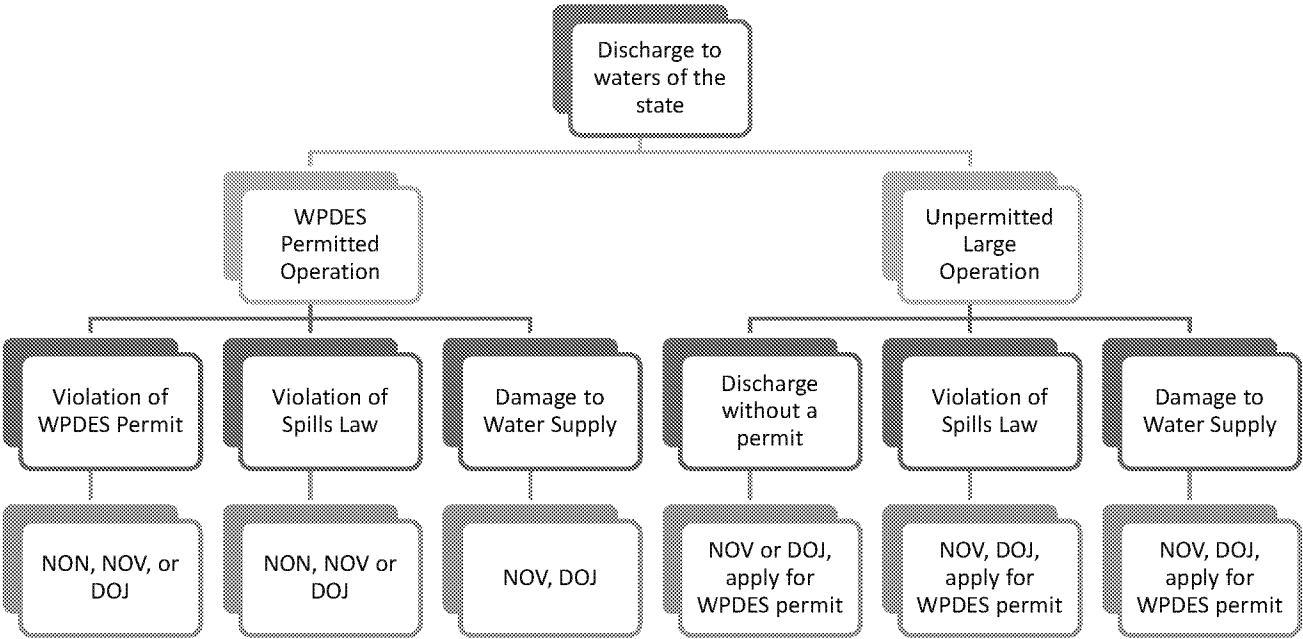 Discharge to
waters of the
state
WPDES
Permitted
Operation
Unpermitted
Large
Operation
Violation of
WPDES Permit
Violation of
Spills Law
Damage to
Water Supply
Discharge
without a
permit
Violation of
Spills Law
Damage to
Water Supply
NON, NOV, or
DOJ
NON, NOV or
DOJ
NOV, DOJ
NOV or DOJ,
apply for
WPDES permit
NOV, DOJ,
apply for
WPDES permit
NOV, DOJ,
apply for
WPDES permit